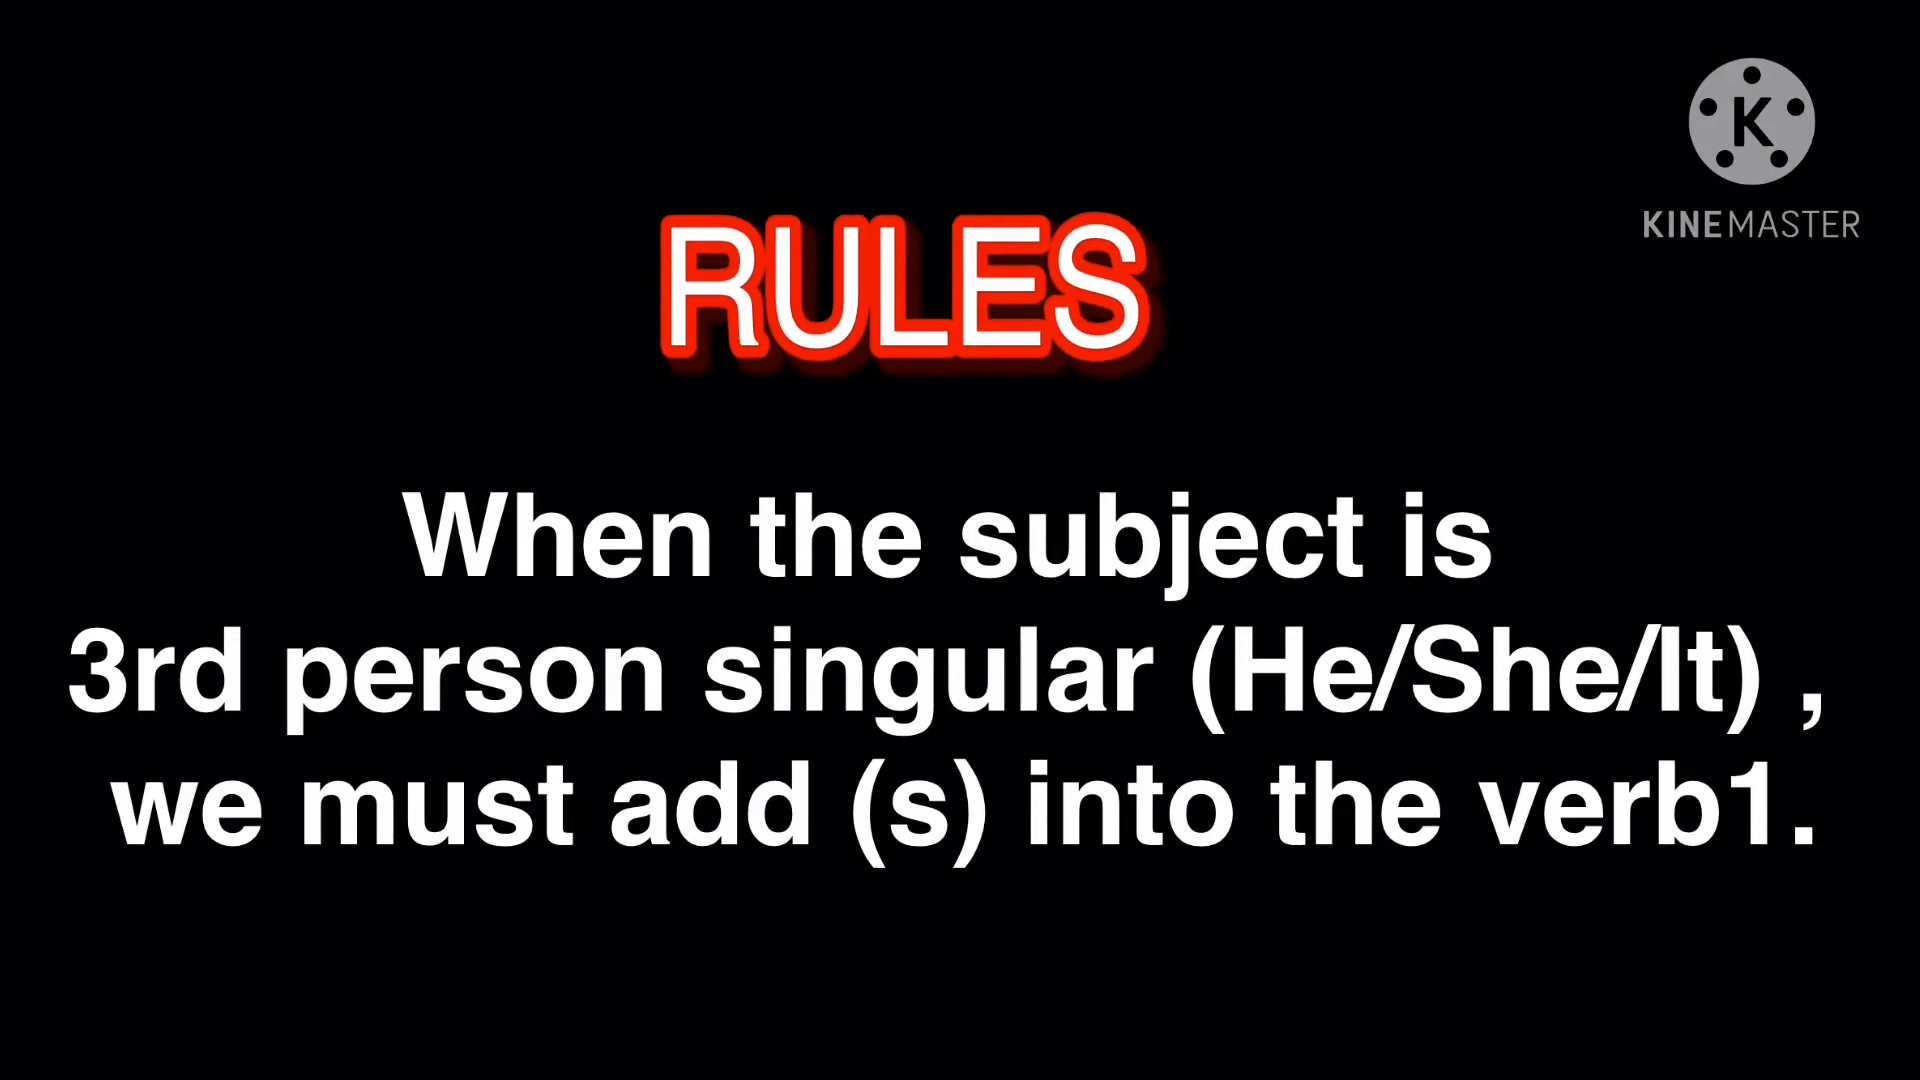 K
KINEMASTER
RULES
When the subject is
3rd person singular (He/She/It) ,
we must add (s) into the verb1.